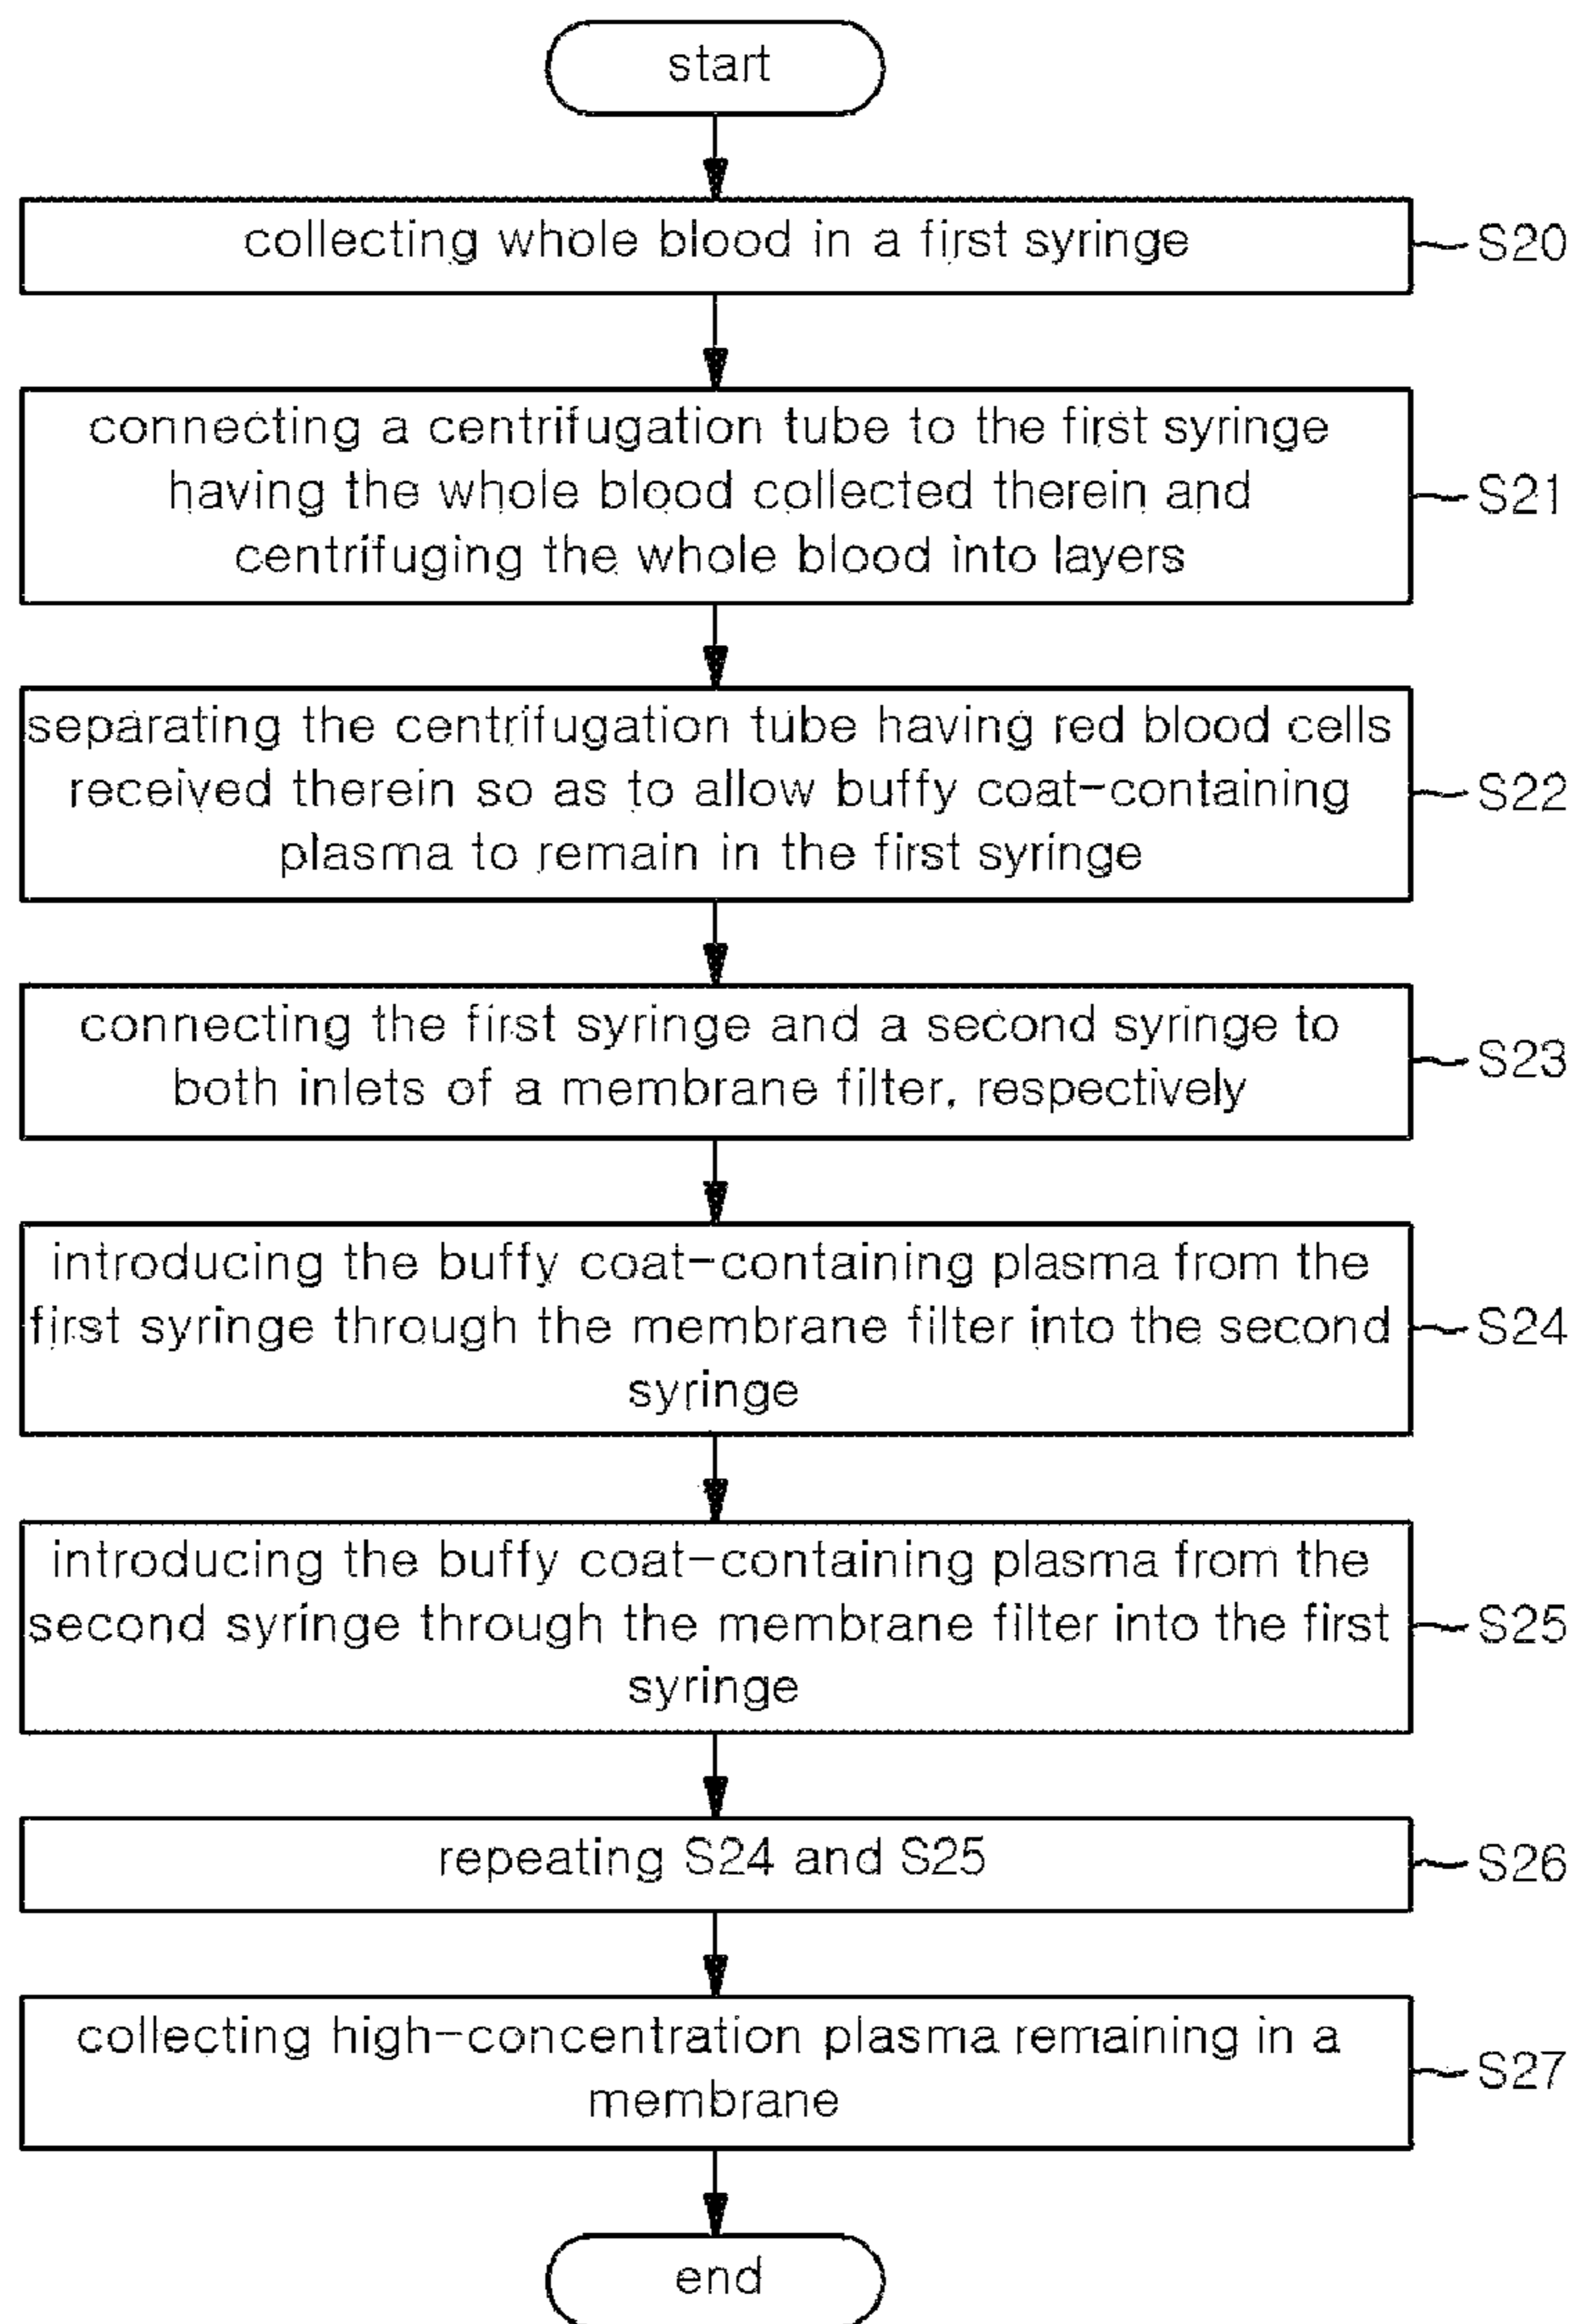 start
collecting whole blood in a first syringe
S20
connecting a centrifugation tube to the first syringe
having the whole blood collected therein and
centrifuging the whole blood into layers
S21
separating the centrifugation tube having red blood cells
received therein so as to allow buffy coat-containing
plasma to remain in the first syringe
S22
connecting the first syringe and a second syringe to
both inlets of a membrane filter, respectively
S23
introducing the buffy coat-containing plasma from the
first syringe through the membrane filter into the second
syringe
S24
introducing the buffy coat-containing plasma from the
second syringe through the membrane filter into the first
syringe
S25
repeating S24 and S25
S26
collecting high-concentration plasma remaining in a
membrane
S27
end